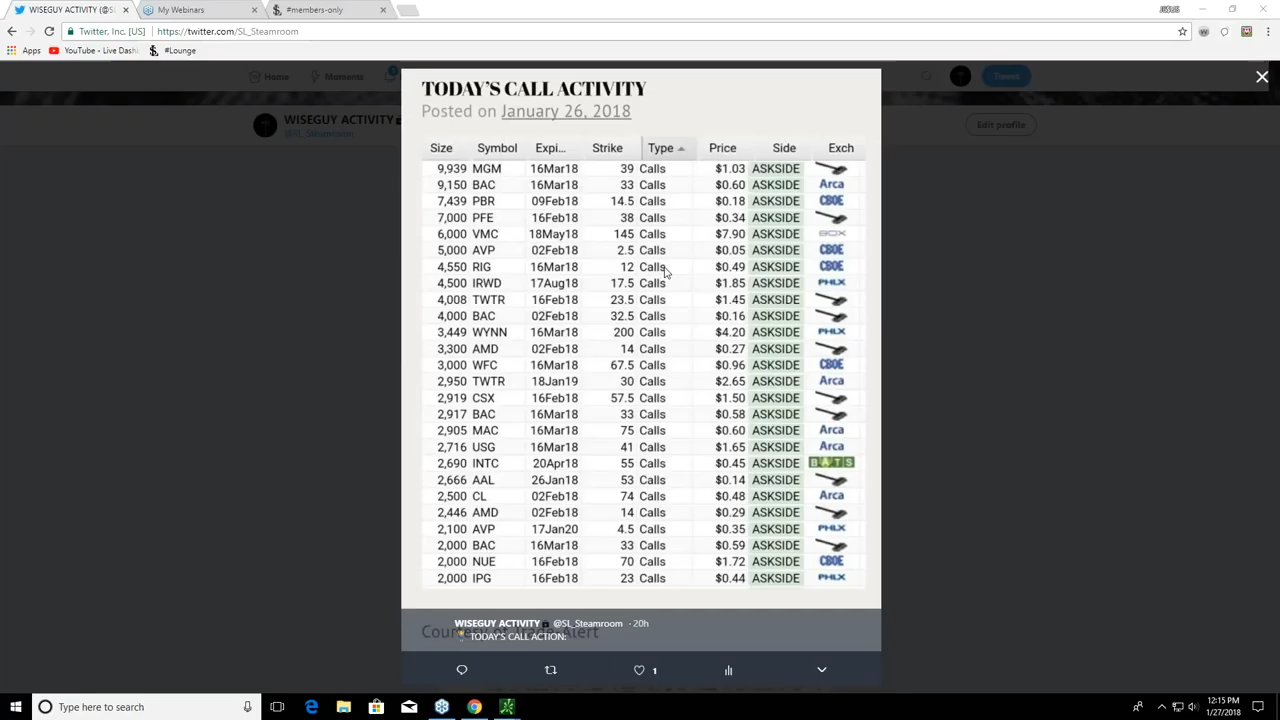 WISEGUY ACTIVITY (@SL_ My Webinars #members-only
Twitter, Inc. [US] https://twitter.com/SL_Steamroom
Apps YouTube - Live Dash #Lounge
Home Moments Tweet
WISEGUY ACTIVITY
@SL_Steamroom
Edit profile
TODAY'S CALL ACTIVITY
Posted on January 26, 2018
Size Symbol Expi... Strike Type Price Side Exch
9,939 MGM 16Mar18 39 Calls $1.03 ASKSIDE
9,150 BAC 16Mar18 33 Calls $0.60 ASKSIDE Arca
7,439 PBR 09Feb18 14.5 Calls $0.18 ASKSIDE CBOE
7,000 PFE 16Feb18 38 Calls $0.34 ASKSIDE
6,000 VMC 18May18 145 Calls $7.90 ASKSIDE BOX
5,000 AVP 02Feb18 2.5 Calls $0.05 ASKSIDE CBOE
4,550 RIG 16Mar18 12 Calls $0.49 ASKSIDE CBOE
4,500 IRWD 17Aug18 17.5 Calls $1.85 ASKSIDE PHLX
4,008 TWTR 16Feb18 23.5 Calls $1.45 ASKSIDE
4,000 BAC 02Feb18 32.5 Calls $0.16 ASKSIDE
3,449 WYNN 16Mar18 200 Calls $4.20 ASKSIDE PHLX
3,300 AMD 02Feb18 14 Calls $0.27 ASKSIDE
3,000 WFC 16Mar18 67.5 Calls $0.96 ASKSIDE CBOE
2,950 TWTR 18Jan19 30 Calls $2.65 ASKSIDE Arca
2,919 CSX 16Feb18 57.5 Calls $1.50 ASKSIDE
2,917 BAC 16Mar18 33 Calls $0.58 ASKSIDE
2,905 MAC 16Mar18 75 Calls $0.60 ASKSIDE Arca
2,716 USG 16Mar18 41 Calls $1.65 ASKSIDE Arca
2,690 INTC 20Apr18 55 Calls $0.45 ASKSIDE BATS
2,666 AAL 26Jan18 53 Calls $0.14 ASKSIDE
2,500 CL 02Feb18 74 Calls $0.48 ASKSIDE Arca
2,446 AMD 02Feb18 14 Calls $0.29 ASKSIDE
2,100 AVP 17Jan20 4.5 Calls $0.35 ASKSIDE PHLX
2,000 BAC 16Mar18 33 Calls $0.59 ASKSIDE
2,000 NUE 16Feb18 70 Calls $1.72 ASKSIDE CBOE
2,000 IPG 16Feb18 23 Calls $0.44 ASKSIDE PHLX
WISEGUY ACTIVITY @SL_Steamroom · 20h
Courtesy of Trade-Alert
TODAY'S CALL ACTION:
1
Type here to search
12:15 PM
1/27/2018